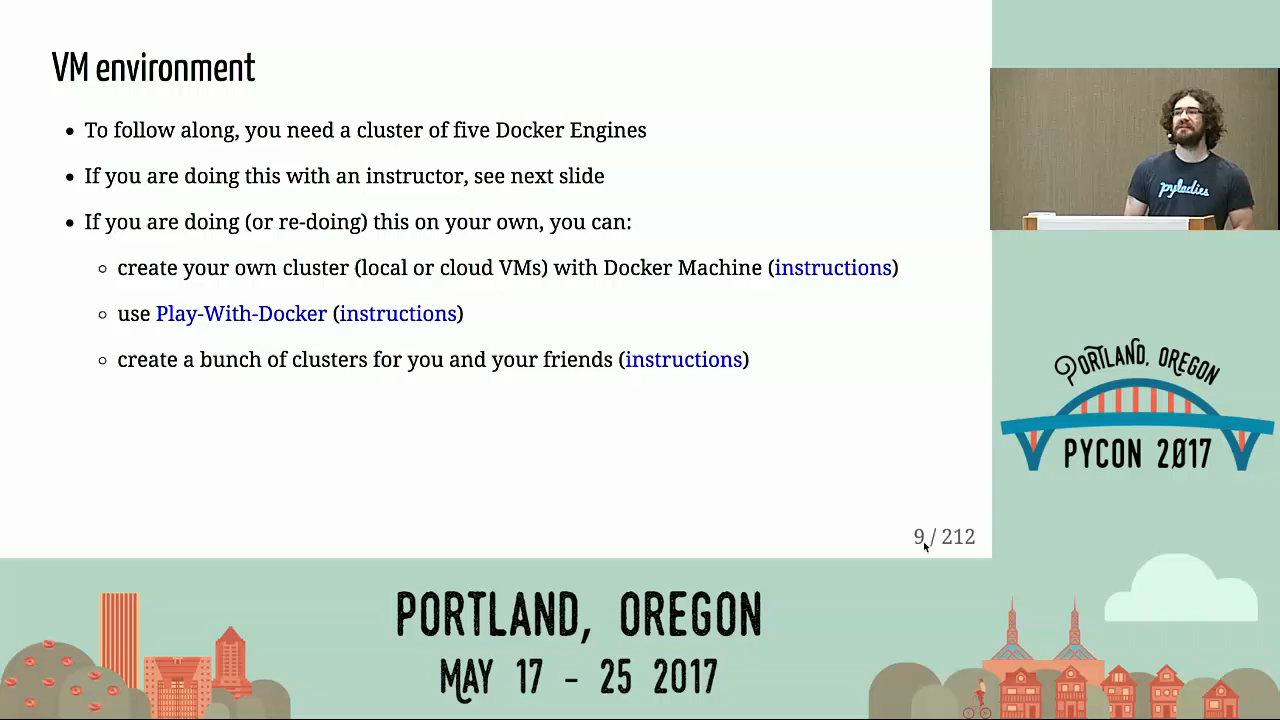 VM environment
To follow along, you need a cluster of five Docker Engines
If you are doing this with an instructor, see next slide
If you are doing (or re-doing) this on your own, you can:
create your own cluster (local or cloud VMs) with Docker Machine (instructions)
use Play-With-Docker (instructions)
create a bunch of clusters for you and your friends (instructions)
9 / 212
pyladies
PORTLAND, OREGON
PYCON 2017
PORTLAND, OREGON
MAY 17 - 25 2017